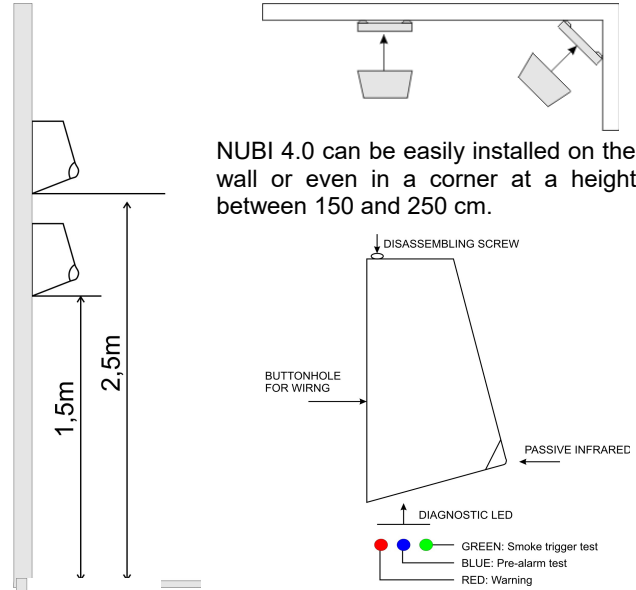 NUBI 4.0 can be easily installed on the
wall or even in a corner at a height
between 150 and 250 cm.
1,5m
2,5m
DISASSEMBLING SCREW
BUTTONHOLE
FOR WIRNG
PASSIVE INFRARED
DIAGNOSTIC LED
GREEN: Smoke trigger test
BLUE: Pre-alarm test
RED: Warning